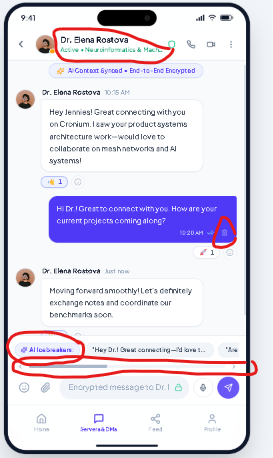 9:41
Dr. Elena Rostova
Active • Neuroinformatics & Mach...
AI Context Synced • End-to-End Encrypted
Dr. Elena Rostova 10:15 AM
Hey Jennies! Great connecting with you
on Cronium. I saw your product systems
architecture work—would love to
collaborate on mesh networks and AI
systems!
1
Hi Dr.! Great to connect with you. How are your
current projects coming along?
10:20 AM
1
Dr. Elena Rostova Just now
Moving forward smoothly! Let's definitely
exchange notes and coordinate our
benchmarks soon.
AI Icebreakers:
"Hey Dr.! Great connecting—I'd love t...
"Are
Encrypted message to Dr. I
Home
Servers & DMs
Feed
Profile